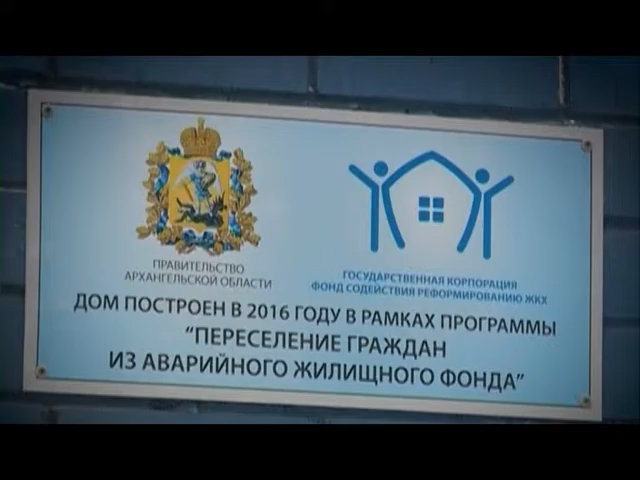 ПРАВИТЕЛЬСТВО
АРХАНГЕЛЬСКОЙ ОБЛАСТИ
ГОСУДАРСТВЕННАЯ КОРПОРАЦИЯ
ФОНД СОДЕЙСТВИЯ РЕФОРМИРОВАНИЮ ЖКХ
ДОМ ПОСТРОЕН В 2016 ГОДУ В РАМКАХ ПРОГРАММЫ
“ПЕРЕСЕЛЕНИЕ ГРАЖДАН
ИЗ АВАРИЙНОГО ЖИЛИЩНОГО ФОНДА”